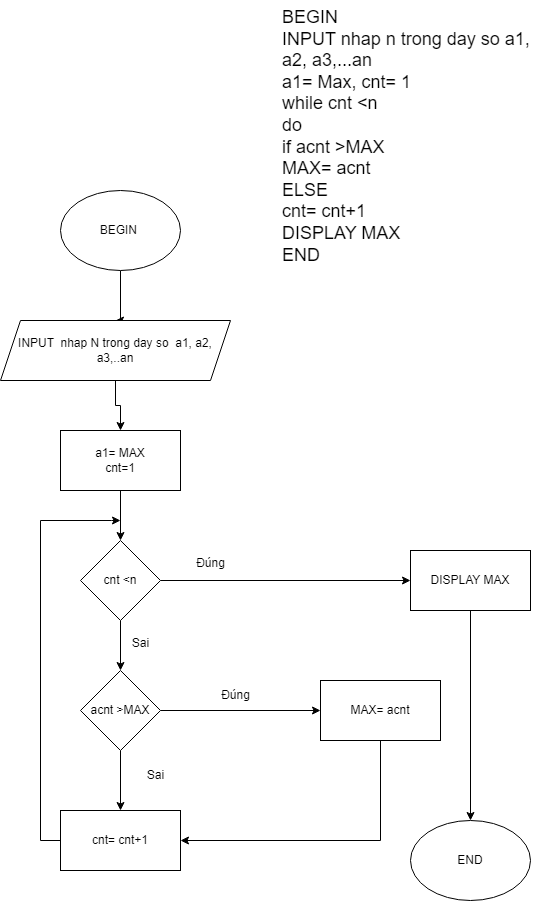 BEGIN
INPUT nhap n trong day so a1,
a2, a3,...an
a1= Max, cnt= 1
while cnt <n
do
if acnt >MAX
MAX= acnt
ELSE
cnt= cnt+1
DISPLAY MAX
END
BEGIN
INPUT nhap N trong day so a1, a2,
a3,..an
a1= MAX
cnt=1
cnt <n
Đúng
DISPLAY MAX
Sai
acnt >MAX
Đúng
MAX= acnt
Sai
cnt= cnt+1
END